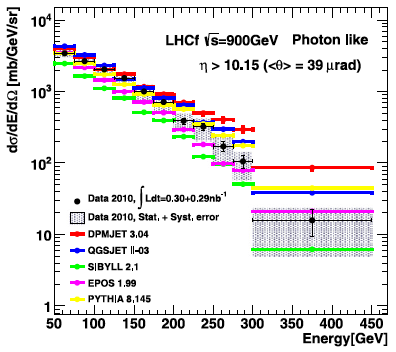 LHCf √s=900GeV Photon like
η > 10.15 (<θ> = 39 μrad)
dσ/dE/dΩ [mb/GeV/sr]
10⁴
10³
10²
10
1
Data 2010, ∫Ldt=0.30+0.29nb⁻¹
Data 2010, Stat. + Syst. error
DPMJET 3.04
QGSJET II-03
SIBYLL 2.1
EPOS 1.99
PYTHIA 8.145
50 100 150 200 250 300 350 400 450
Energy[GeV]